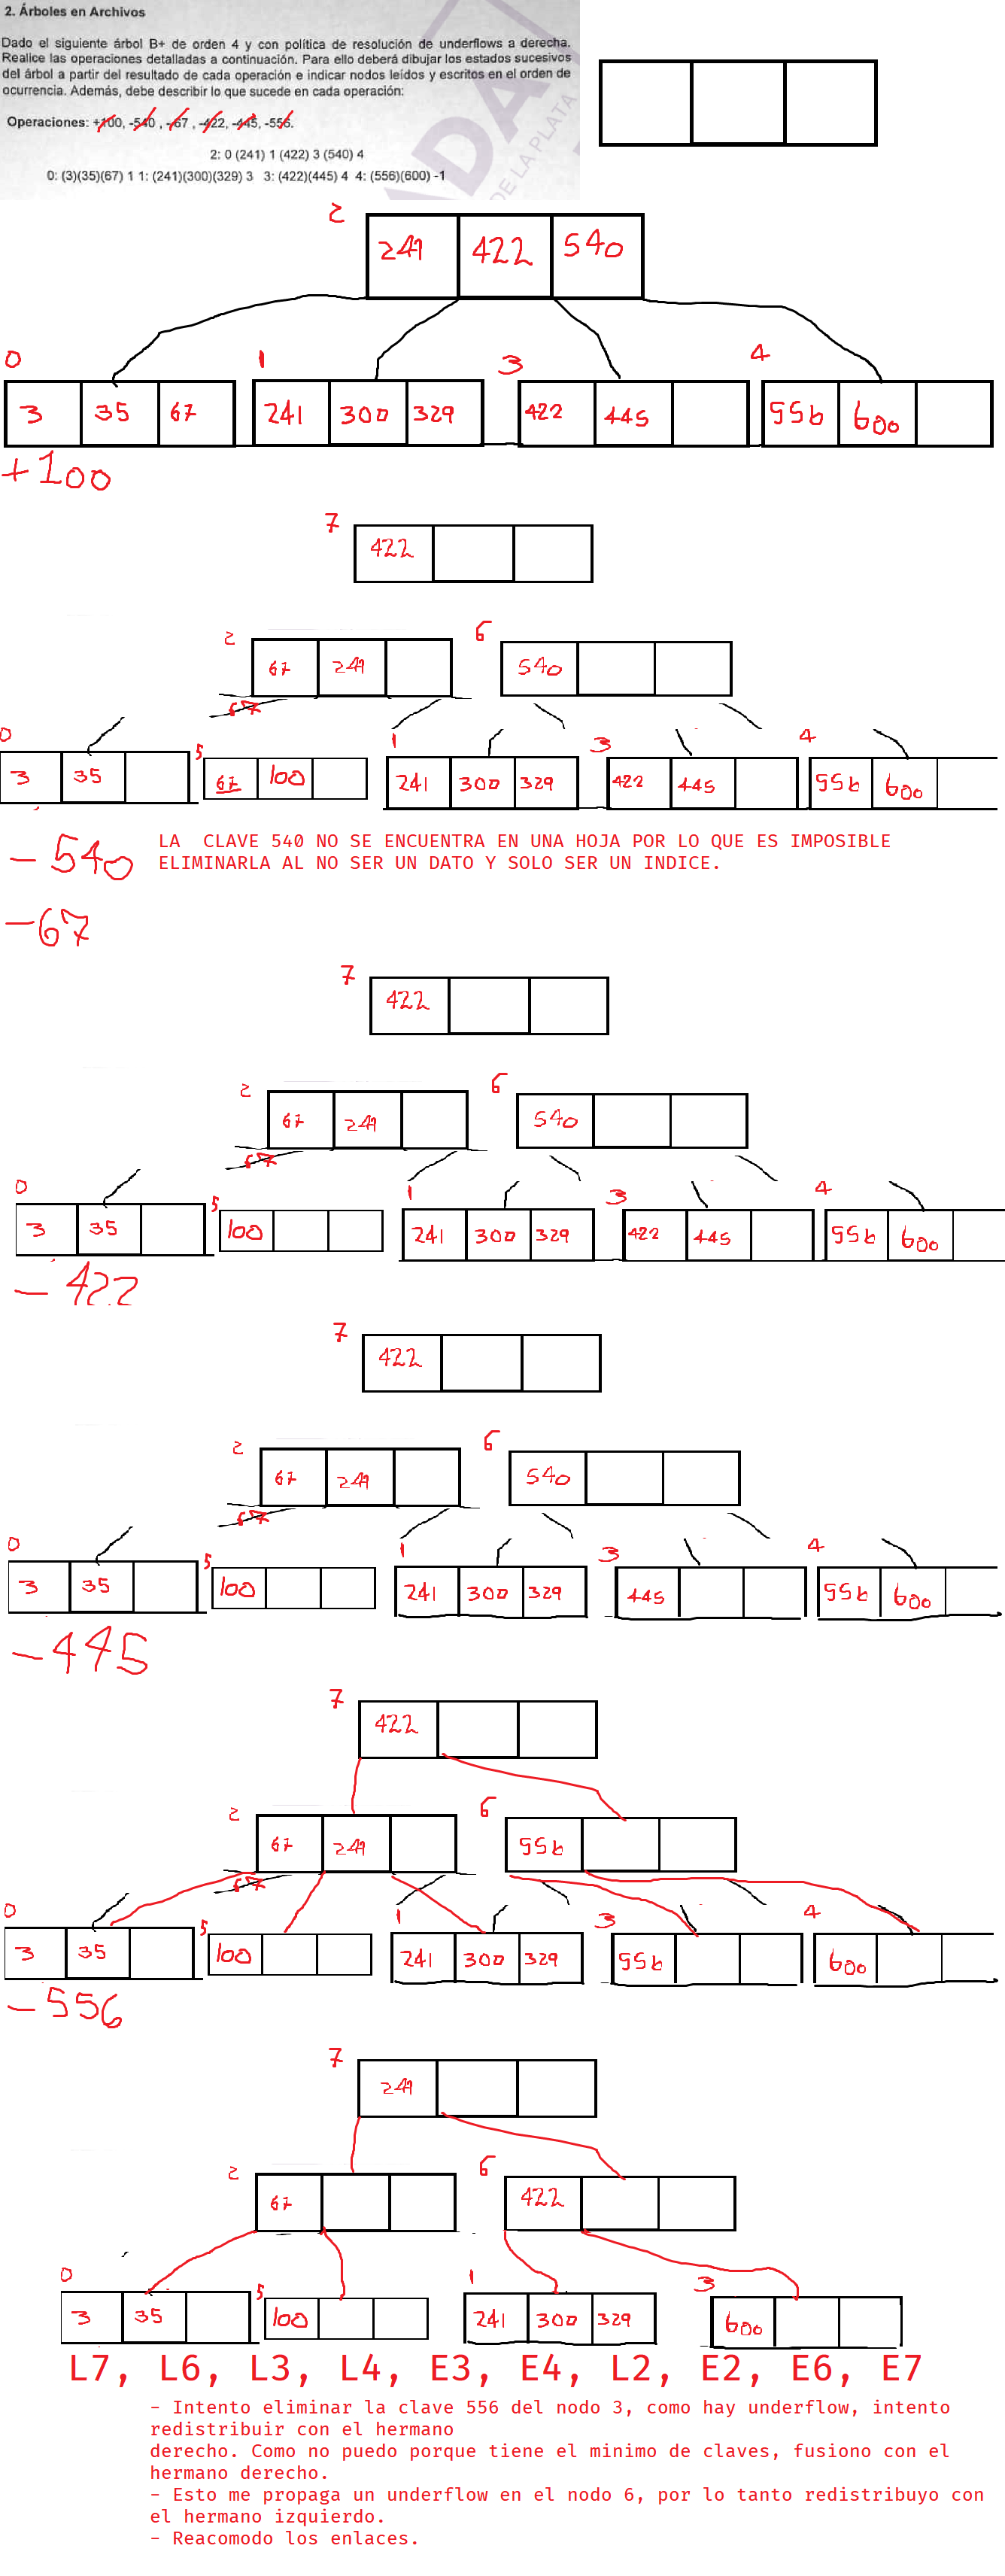 2. Árboles en Archivos
Dado el siguiente árbol B+ de orden 4 y con política de resolución de underflows a derecha.
Realice las operaciones detalladas a continuación. Para ello deberá dibujar los estados sucesivos
del árbol a partir del resultado de cada operación e indicar nodos leídos y escritos en el orden de
ocurrencia. Además, debe describir lo que sucede en cada operación:
Operaciones: +100, -540 , -67 , -422, -445, -556.
2: 0 (241) 1 (422) 3 (540) 4
0: (3)(35)(67) 1 1: (241)(300)(329) 3 3: (422)(445) 4 4: (556)(600) -1
DE LA PLATA
2
241 422 540
0 1 3 4
3 35 67 241 300 329 422 445 556 600
+100
7
422
2 6
67 241 540
67
0 5 1 3 4
3 35 67 100 241 300 329 422 445 556 600
- 540 LA CLAVE 540 NO SE ENCUENTRA EN UNA HOJA POR LO QUE ES IMPOSIBLE
ELIMINARLA AL NO SER UN DATO Y SOLO SER UN INDICE.
-67
7
422
2 6
67 241 540
67
0 5 1 3 4
3 35 100 241 300 329 422 445 556 600
- 422
7
422
2 6
67 241 540
67
0 5 1 3 4
3 35 100 241 300 329 445 556 600
-445
7
422
2 6
67 241 556
67
0 5 1 3 4
3 35 100 241 300 329 556 600
-556
7
241
2 6
67 422
0 5 1 3
3 35 100 241 300 329 600
L7, L6, L3, L4, E3, E4, L2, E2, E6, E7
- Intento eliminar la clave 556 del nodo 3, como hay underflow, intento
redistribuir con el hermano
derecho. Como no puedo porque tiene el minimo de claves, fusiono con el
hermano derecho.
- Esto me propaga un underflow en el nodo 6, por lo tanto redistribuyo con
el hermano izquierdo.
- Reacomodo los enlaces.